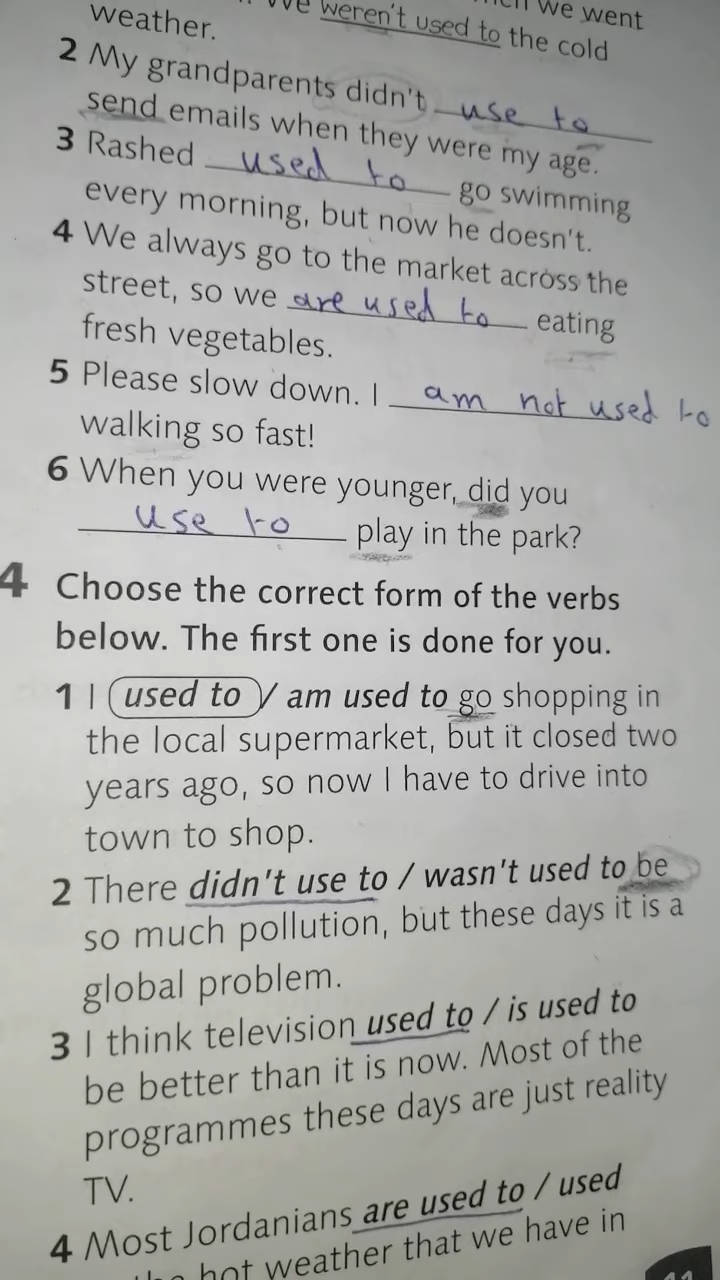 We weren't used to the cold
we went
weather.
2 My grandparents didn't use to
send emails when they were my age.
3 Rashed used to go swimming
every morning, but now he doesn't.
4 We always go to the market across the
street, so we are used to eating
fresh vegetables.
5 Please slow down. I am not used to
walking so fast!
6 When you were younger, did you
use to play in the park?
4 Choose the correct form of the verbs
below. The first one is done for you.
1 I used to / am used to go shopping in
the local supermarket, but it closed two
years ago, so now I have to drive into
town to shop.
2 There didn't use to / wasn't used to be
so much pollution, but these days it is a
global problem.
3 I think television used to / is used to
be better than it is now. Most of the
programmes these days are just reality
TV.
4 Most Jordanians are used to / used
hot weather that we have in